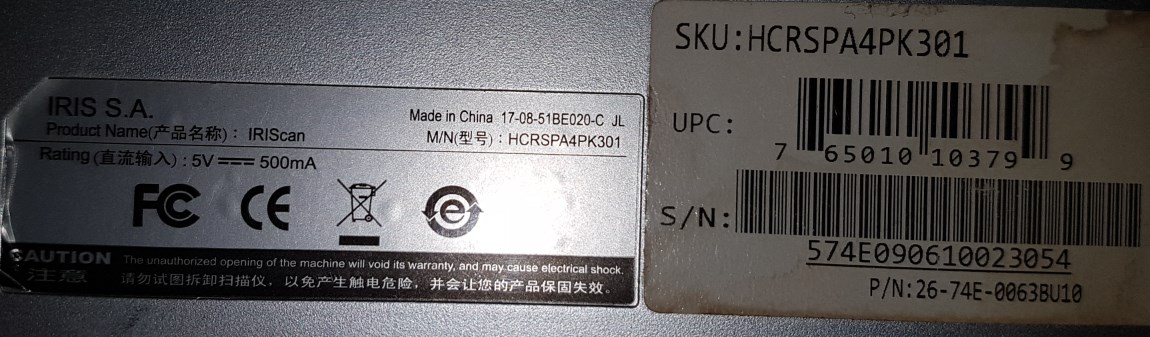 IRIS S.A.
Product Name(产品名称)： IRIScan
Rating (直流输入) : 5V 500mA
Made in China 17-08-51BE020-C JL
M/N(型号)：HCRSPA4PK301
FC CE e
CAUTION The unauthorized opening of the machine will void its warranty, and may cause electrical shock.
注意 请勿试图拆卸扫描仪，以免产生触电危险，并会让您的产品保固失效。
SKU:HCRSPA4PK301
UPC:
7 65010 10379 9
S/N:
574E090610023054
P/N:26-74E-0063BU10